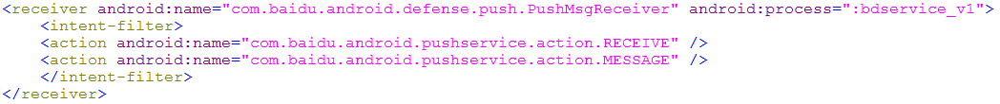 <receiver android:name="com.baidu.android.defense.push.PushMsgReceiver" android:process=":bdservice_v1">
<intent-filter>
<action android:name="com.baidu.android.pushservice.action.RECEIVE" />
<action android:name="com.baidu.android.pushservice.action.MESSAGE" />
</intent-filter>
</receiver>